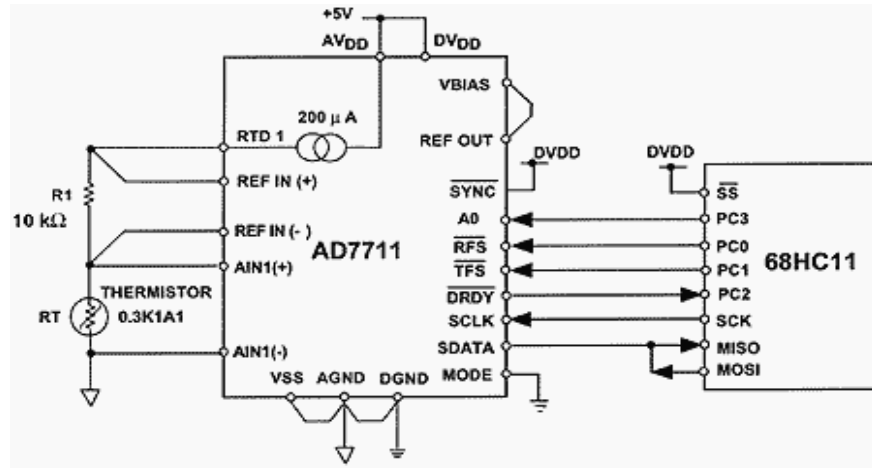 +5V
AVDD
DVDD
VBIAS
200 μ A
RTD 1
REF OUT
DVDD
DVDD
REF IN (+)
SYNC
SS
R1
10 kΩ
A0
PC3
REF IN (-)
AD7711
RFS
PC0
68HC11
AIN1(+)
TFS
PC1
THERMISTOR
DRDY
PC2
RT
0.3K1A1
SCLK
SCK
SDATA
MISO
AIN1(-)
MODE
MOSI
VSS
AGND
DGND